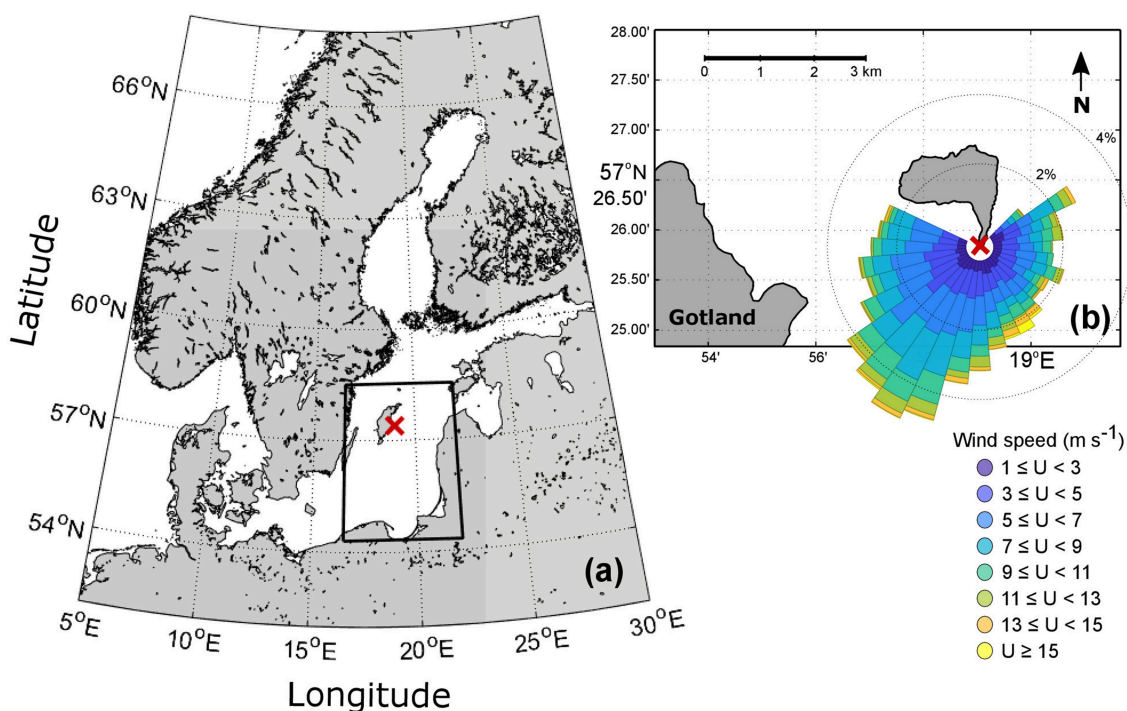 66°N
63°N
60°N
57°N
54°N
Latitude
5°E
10°E
15°E
20°E
25°E
30°E
Longitude
(a)
28.00'
27.50'
27.00'
57°N
26.50'
26.00'
25.50'
25.00'
0 1 2 3 km
N
4%
2%
Gotland
(b)
54' 56' 19°E
Wind speed (m s-1)
1 ≤ U < 3
3 ≤ U < 5
5 ≤ U < 7
7 ≤ U < 9
9 ≤ U < 11
11 ≤ U < 13
13 ≤ U < 15
U ≥ 15